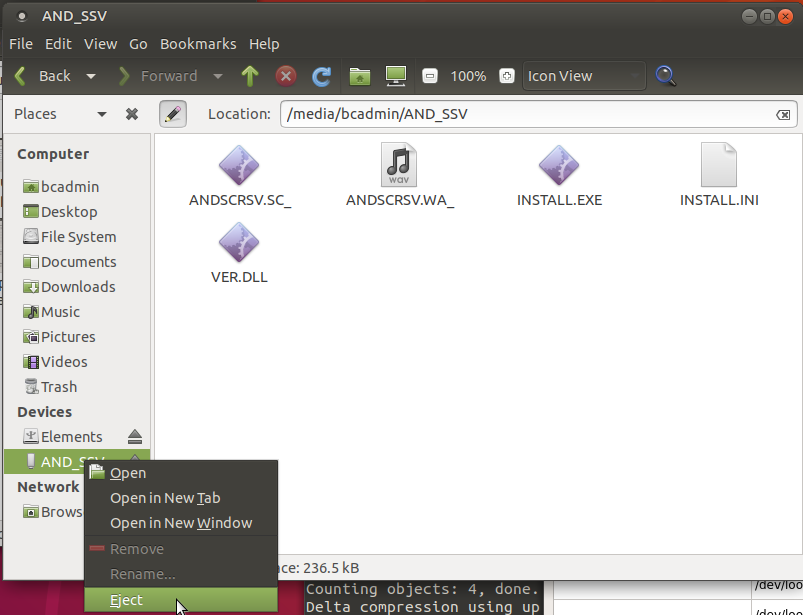 AND_SSV
File Edit View Go Bookmarks Help
Back Forward 100% Icon View
Places Location: /media/bcadmin/AND_SSV
Computer
bcadmin
Desktop
File System
Documents
Downloads
Music
Pictures
Videos
Trash
Devices
Elements
AND_SSV
Network
Brows
ANDSCRSV.SC_
wav
ANDSCRSV.WA_
INSTALL.EXE
INSTALL.INI
VER.DLL
Open
Open in New Tab
Open in New Window
Remove
Rename...
Eject
ace: 236.5 kB
Counting objects: 4, done.
Delta compression using up
/dev/loo
/dev/loo